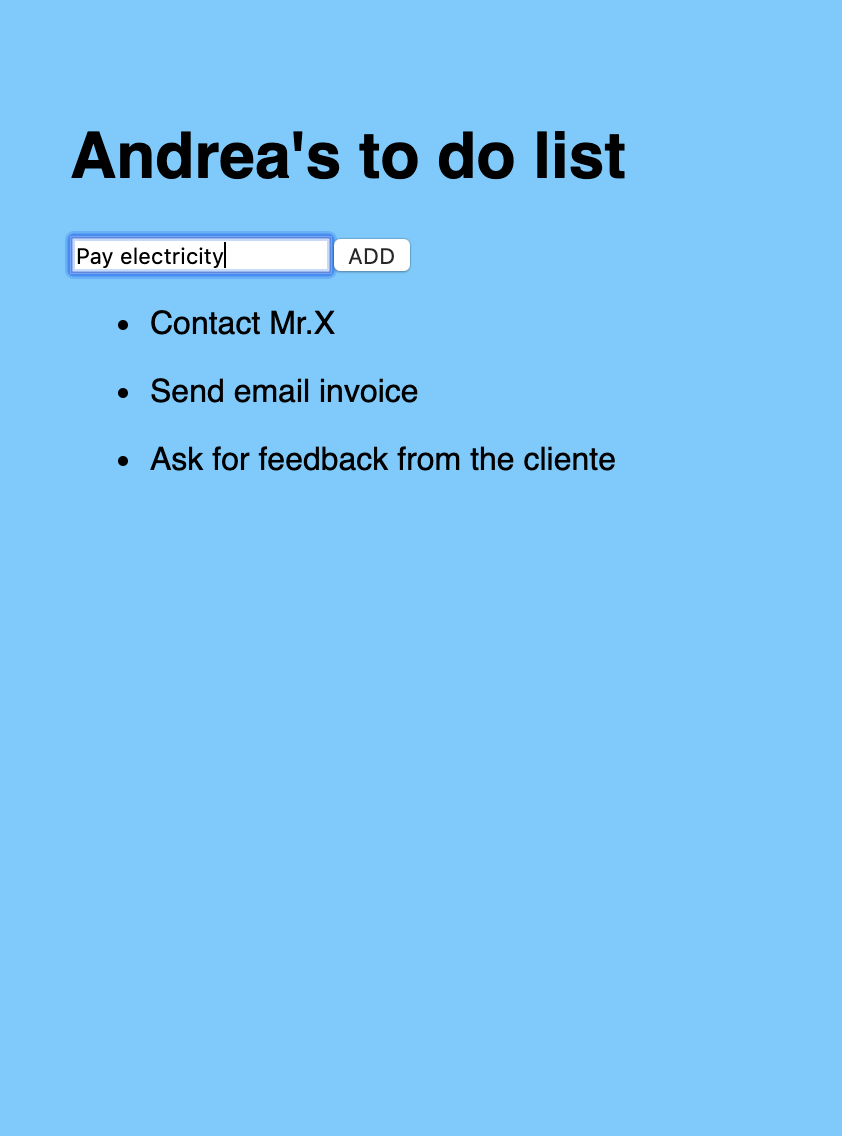 Andrea's to do list
Pay electricity ADD
Contact Mr.X
Send email invoice
Ask for feedback from the cliente